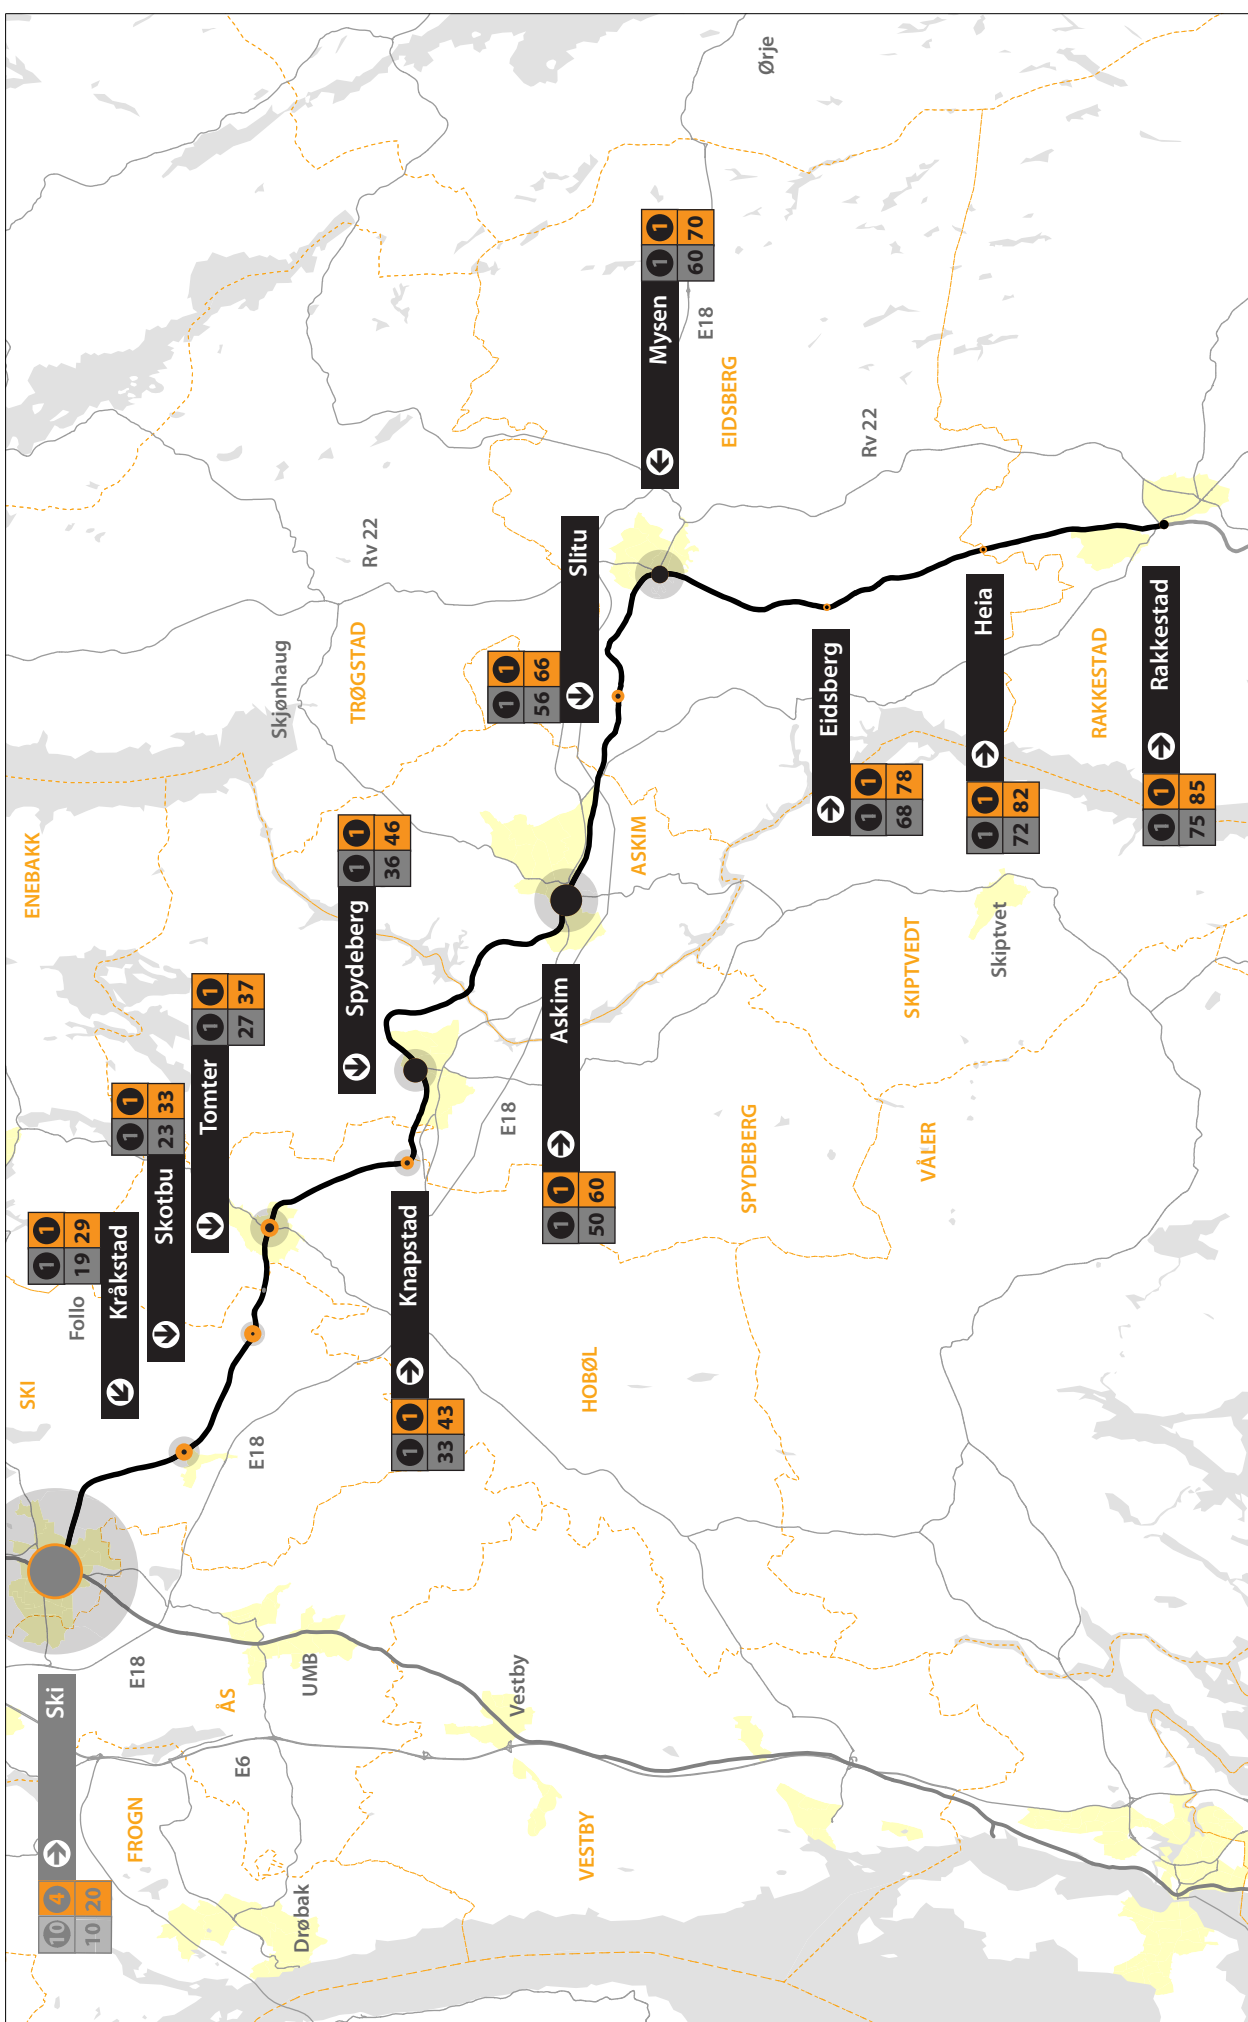 SKI
ENEBAKK
Ski
10 4
10 20
Follo
1 1
19 29
Kråkstad
E18
FROGN
1 1
23 33
Skotbu
Tomter
1 1
27 37
ÅS
E6
E18
Skjønhaug
Drøbak
UMB
Spydeberg
1 1
36 46
TRØGSTAD
Rv 22
Knapstad
1 1
33 43
E18
Vestby
1 1
56 66
Slitu
Askim
1 1
50 60
VESTBY
HOBØL
ASKIM
Mysen
1 1
60 70
E18
EIDSBERG
SPYDEBERG
Ørje
Eidsberg
1 1
68 78
Rv 22
SKIPTVEDT
VÅLER
Heia
1 1
72 82
Skiptvet
RAKKESTAD
Rakkestad
1 1
75 85